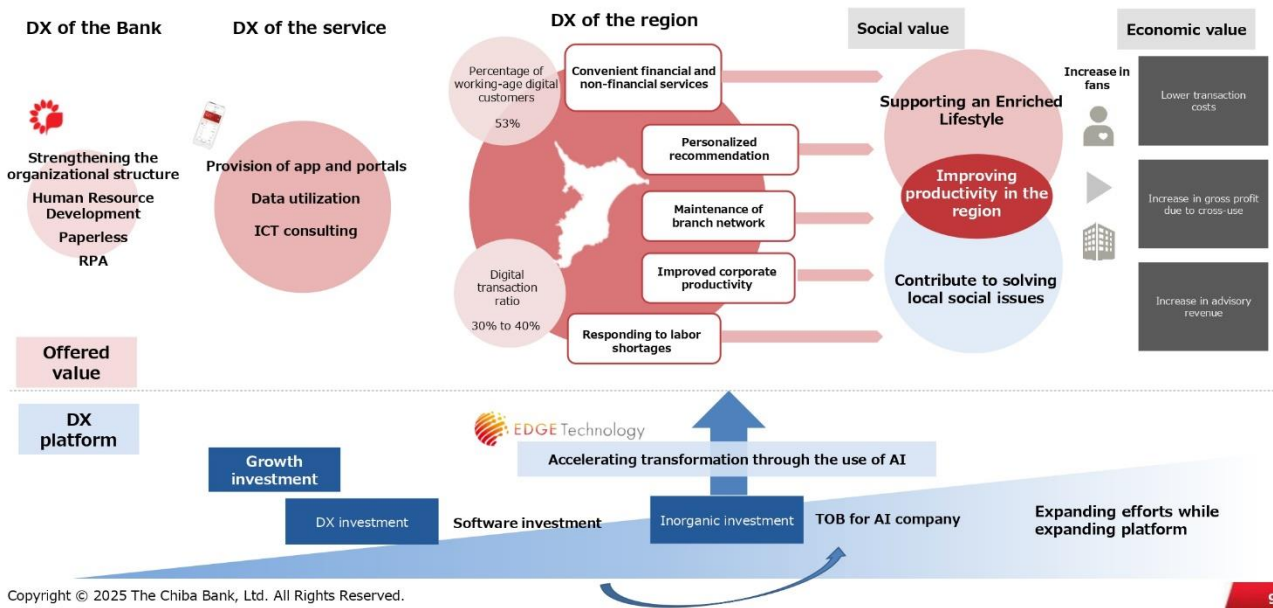 DX of the Bank
DX of the service
DX of the region
Social value
Economic value
Strengthening the
organizational structure
Human Resource
Development
Paperless
RPA
Provision of app and portals
Data utilization
ICT consulting
Percentage of
working-age digital
customers
53%
Digital
transaction
ratio
30% to 40%
Convenient financial and
non-financial services
Personalized
recommendation
Maintenance of
branch network
Improved corporate
productivity
Responding to labor
shortages
Supporting an Enriched
Lifestyle
Improving
productivity in the
region
Contribute to solving
local social issues
Increase in
fans
Lower transaction
costs
Increase in gross profit
due to cross-use
Increase in advisory
revenue
Offered
value
DX
platform
EDGE Technology
Accelerating transformation through the use of AI
Growth
investment
DX investment
Software investment
Inorganic investment
TOB for AI company
Expanding efforts while
expanding platform
Copyright © 2025 The Chiba Bank, Ltd. All Rights Reserved.
9